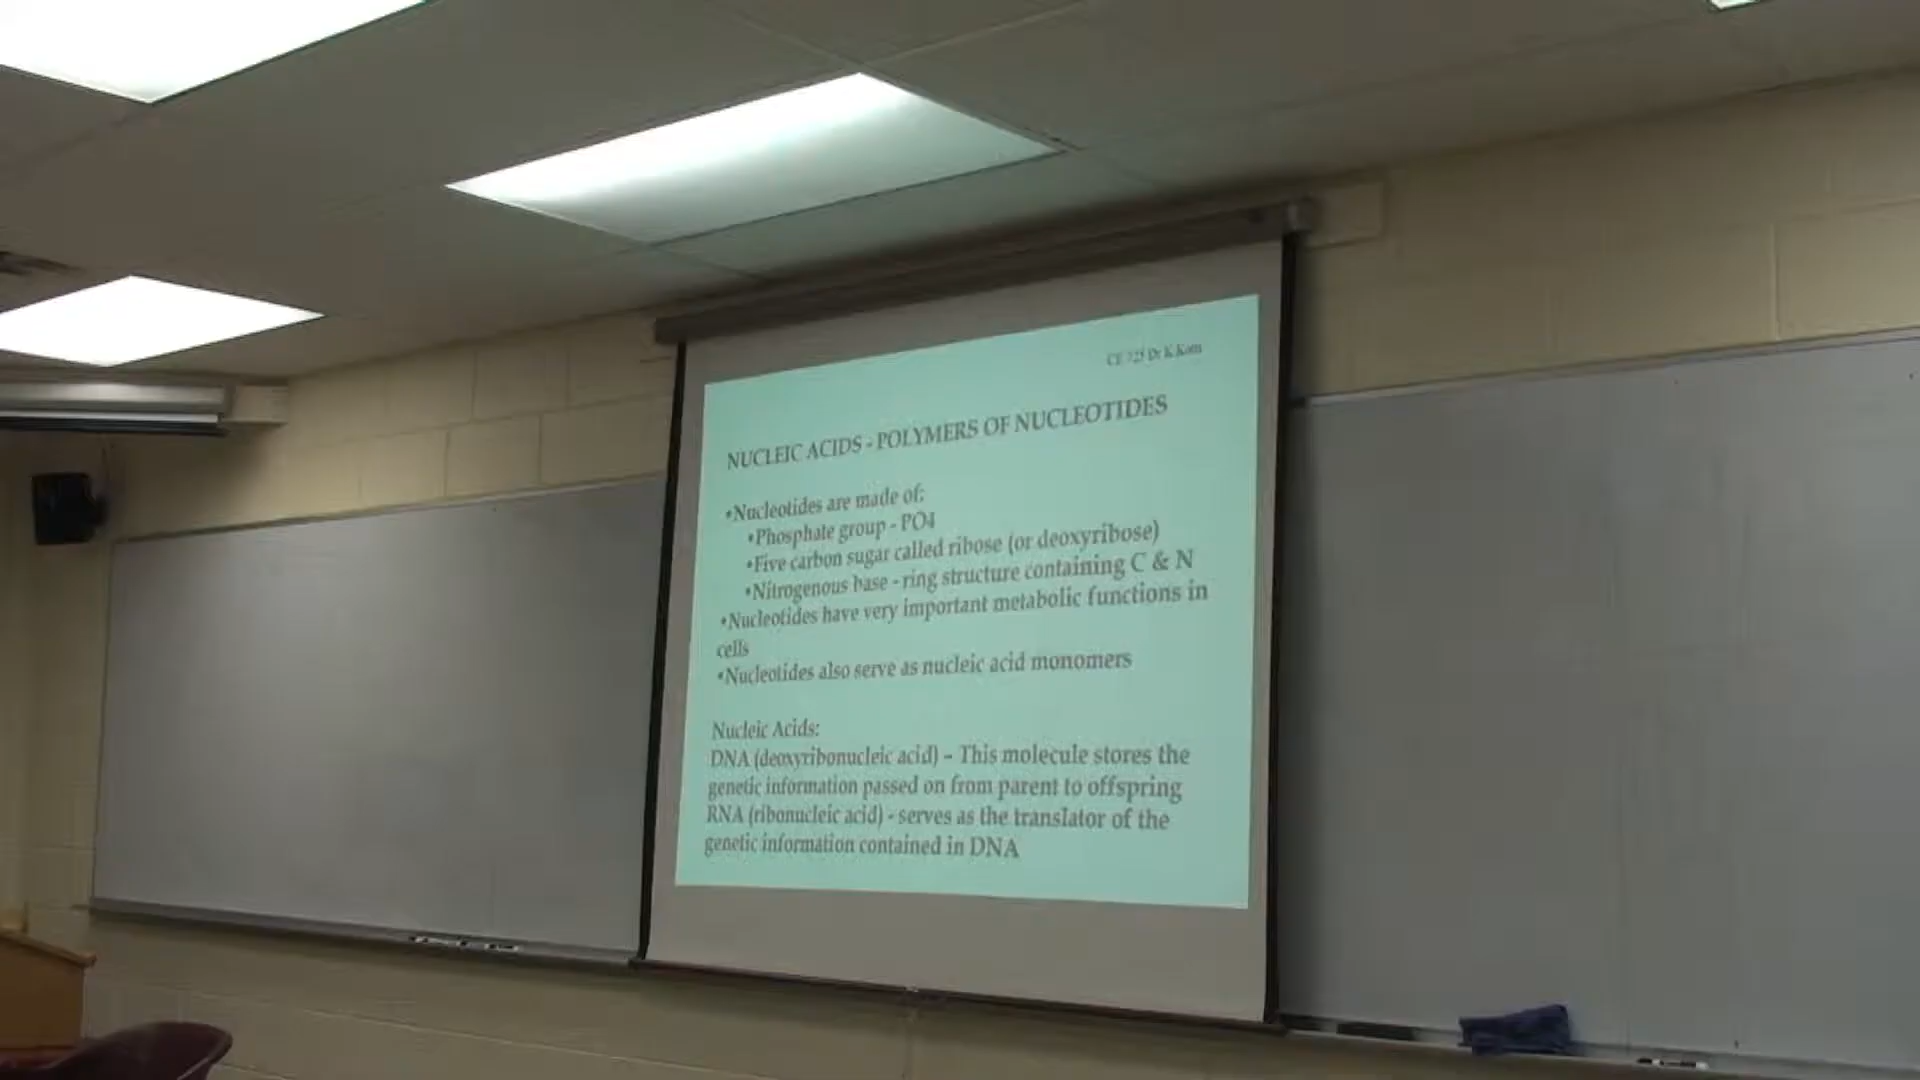 CE 725 Dr K
NUCLEIC ACIDS - POLYMERS OF NUCLEOTIDES
•Nucleotides are made of:
•Phosphate group - PO4
•Five carbon sugar called ribose (or deoxyribose)
•Nitrogenous base - ring structure containing C & N
•Nucleotides have very important metabolic functions in
cells
•Nucleotides also serve as nucleic acid monomers
Nucleic Acids:
DNA (deoxyribonucleic acid) – This molecule stores the
genetic information passed on from parent to offspring
RNA (ribonucleic acid) - serves as the translator of the
genetic information contained in DNA